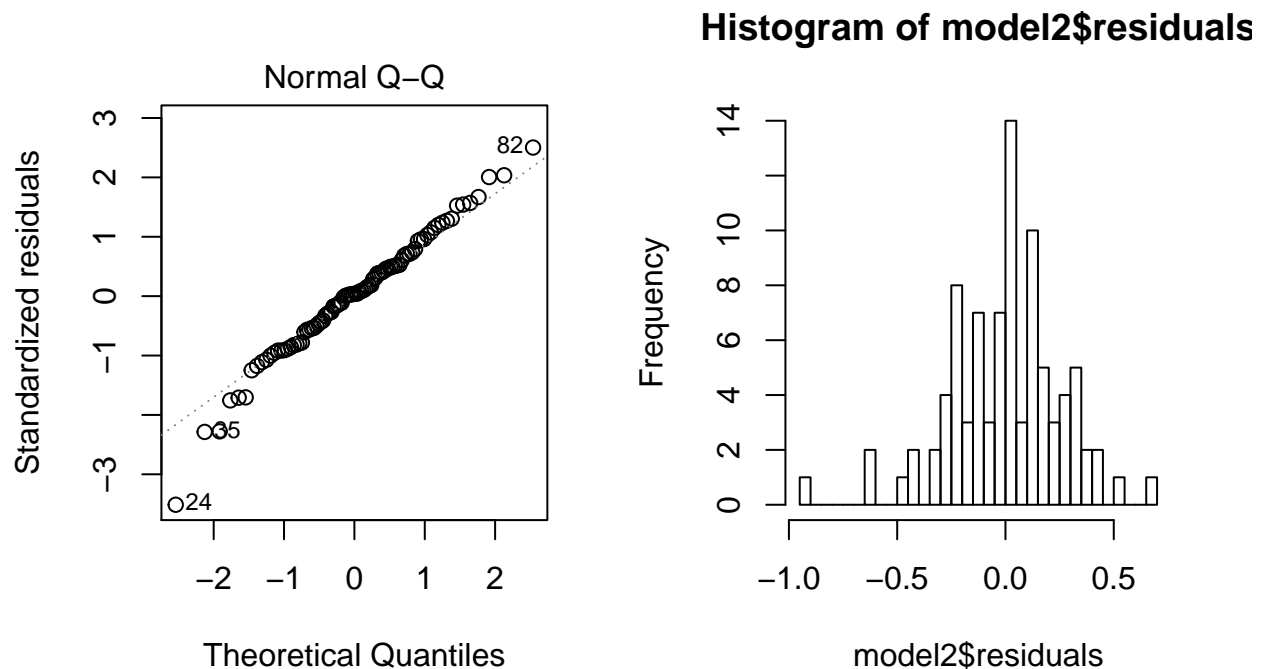 Normal Q−Q
Standardized residuals
3
2
1
0
−1
−3
82
35
24
−2 −1 0 1 2
Theoretical Quantiles
Histogram of model2$residuals
Frequency
14
10
8
6
4
2
0
−1.0 −0.5 0.0 0.5
model2$residuals